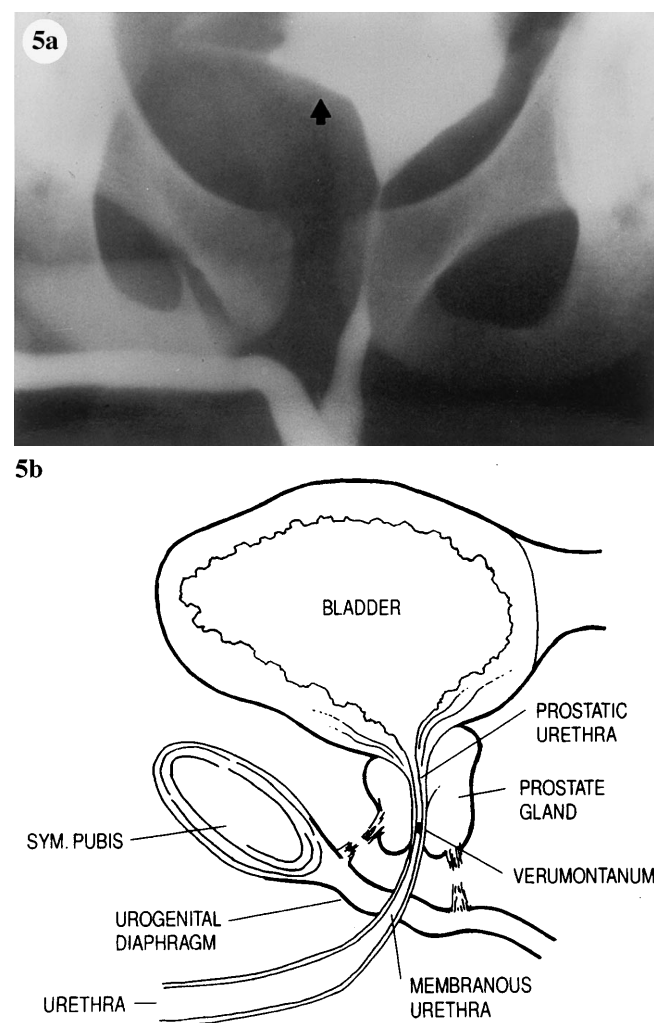 5a
5b
BLADDER
PROSTATIC
URETHRA
PROSTATE
GLAND
SYM. PUBIS
VERUMONTANUM
UROGENITAL
DIAPHRAGM
MEMBRANOUS
URETHRA
URETHRA